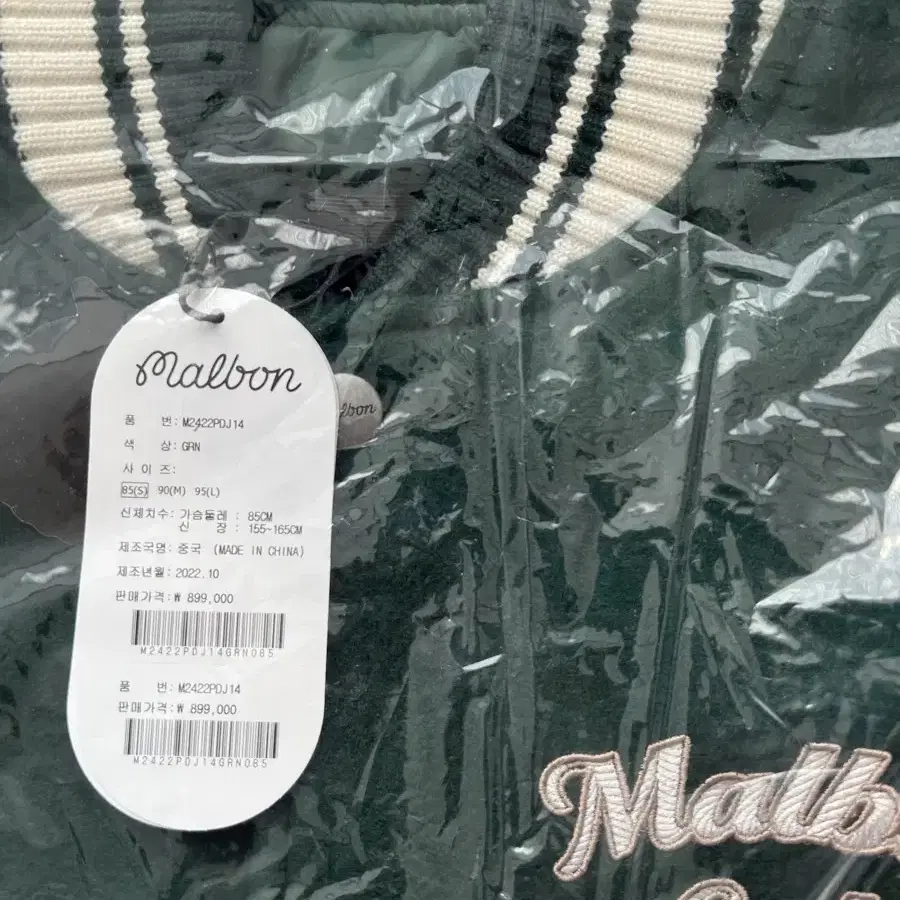 Malbon
품 번: M2422PDJ14
색 상: GRN
사 이 즈:
85(S) 90(M) 95(L)
신체치수: 가슴둘레 : 85CM
신 장 : 155~165CM
제조국명: 중국 (MADE IN CHINA)
제조년월: 2022.10
판매가격:₩ 899,000
M2422PDJ14GRN085
품 번: M2422PDJ14
판매가격:₩ 899,000
M2422PDJ14GRN085
lbon
Malb